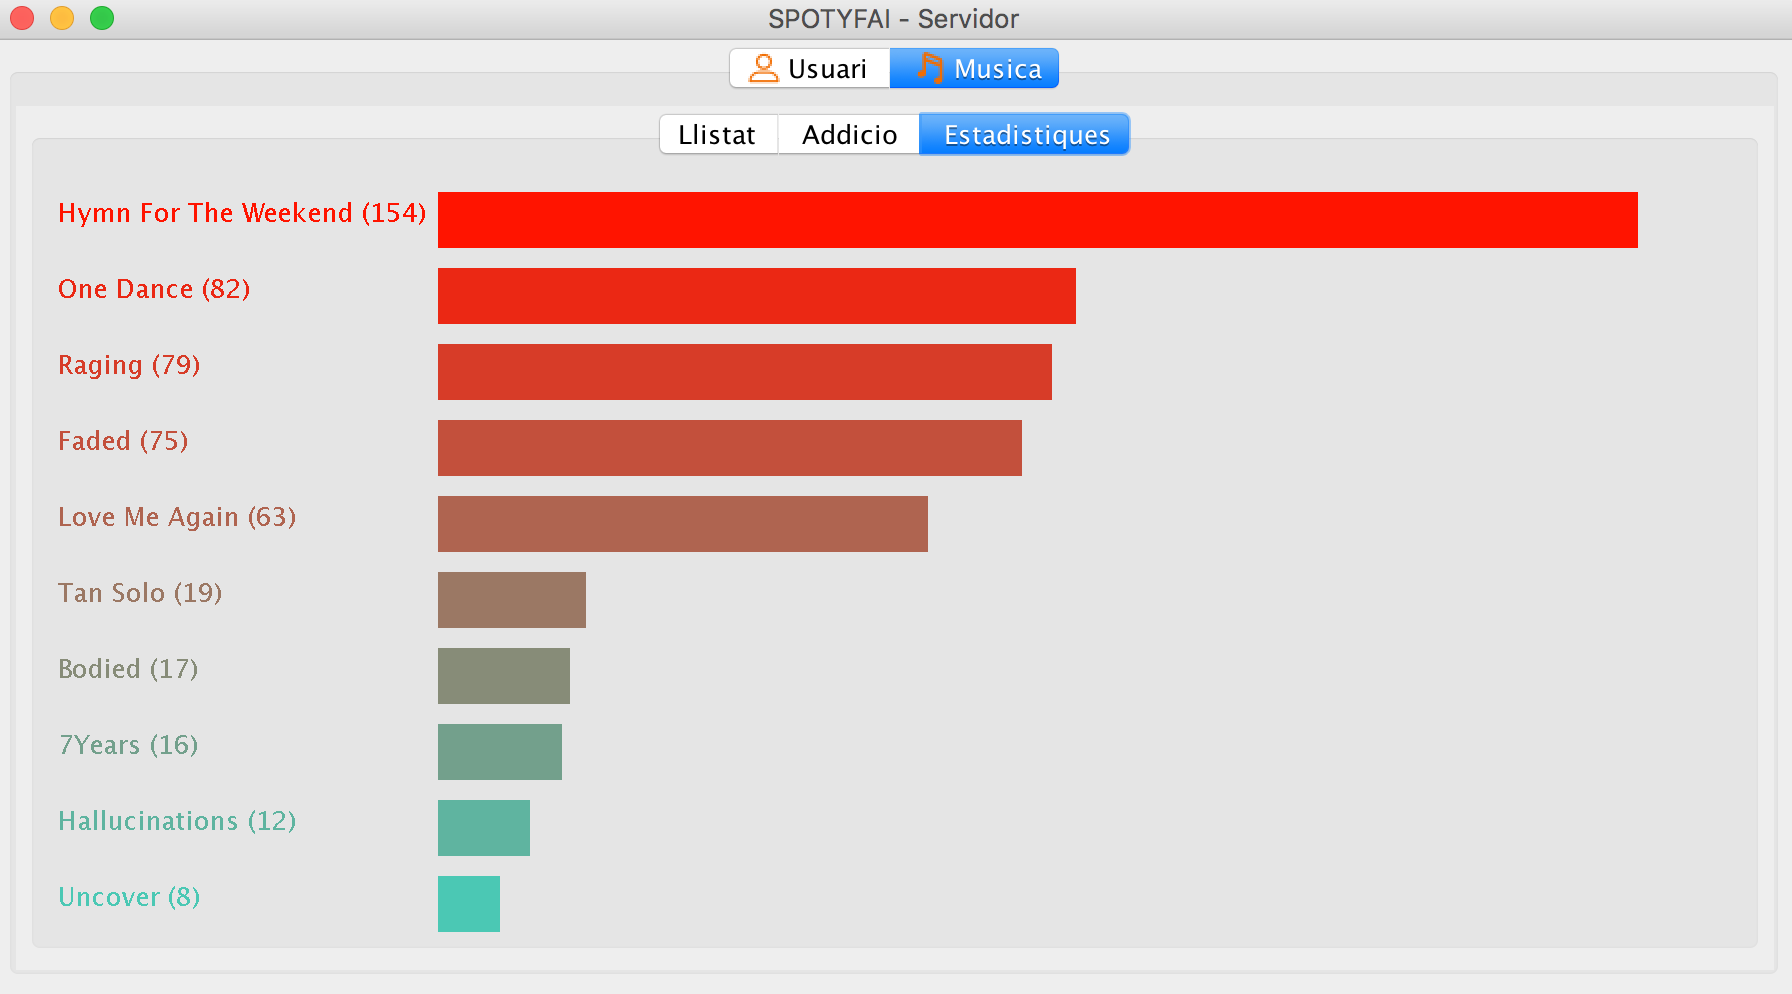 SPOTYFAI - Servidor
Usuari Musica
Llistat Addicio Estadistiques
Hymn For The Weekend (154)
One Dance (82)
Raging (79)
Faded (75)
Love Me Again (63)
Tan Solo (19)
Bodied (17)
7Years (16)
Hallucinations (12)
Uncover (8)